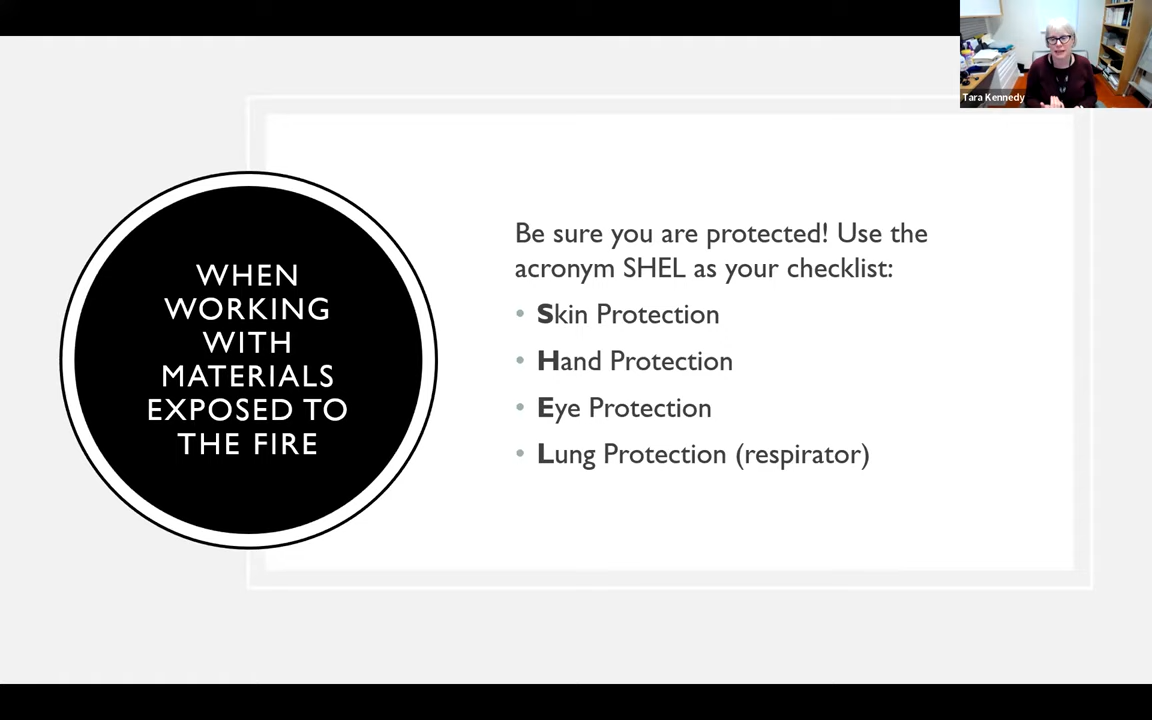 Tara Kennedy
WHEN
WORKING
WITH
MATERIALS
EXPOSED TO
THE FIRE
Be sure you are protected! Use the
acronym SHEL as your checklist:
• Skin Protection
• Hand Protection
• Eye Protection
• Lung Protection (respirator)